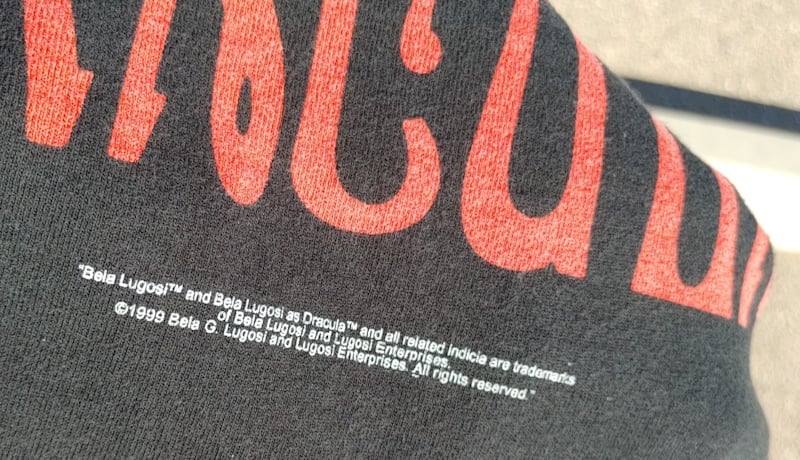 ACULA
"Bela Lugosi™ and Bela Lugosi as Dracula™ and all related indicia are trademarks
of Bela Lugosi and Lugosi Enterprises.
©1999 Bela G. Lugosi and Lugosi Enterprises. All rights reserved."